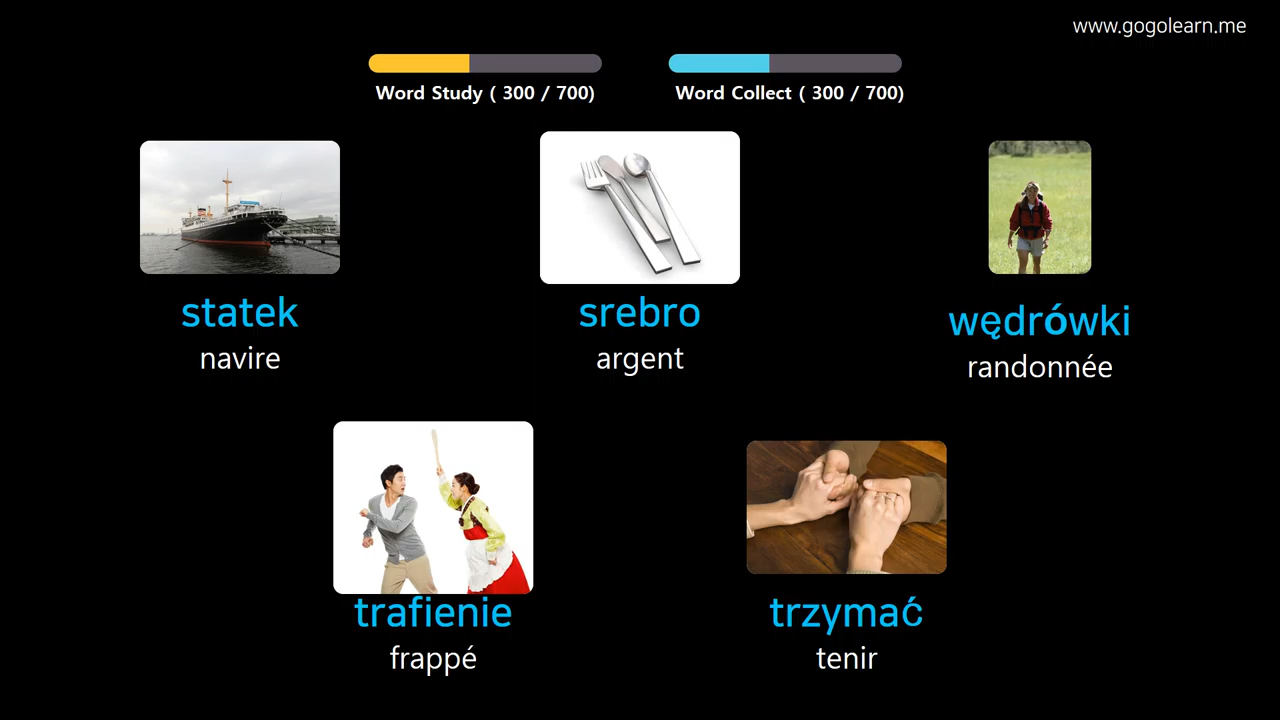 www.gogolearn.me
Word Study ( 300 / 700)
Word Collect ( 300 / 700)
statek
navire
srebro
argent
wędrówki
randonnée
trafienie
frappé
trzymać
tenir